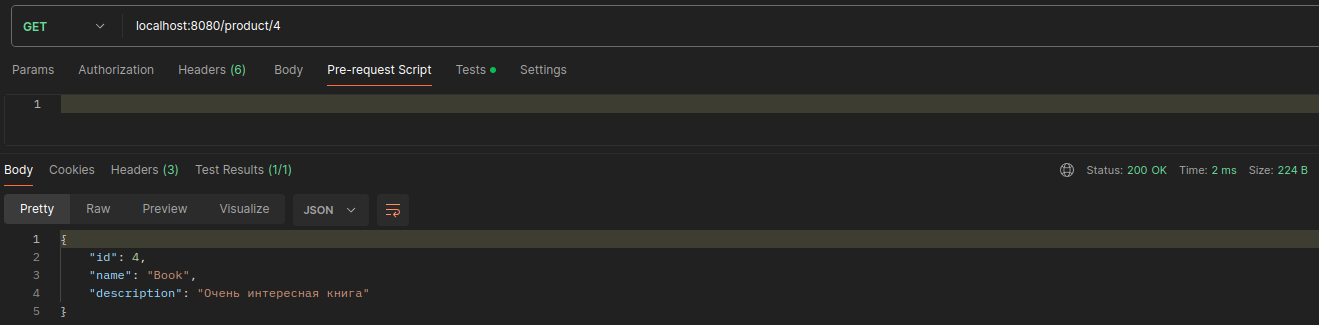 GET localhost:8080/product/4
Params Authorization Headers (6) Body Pre-request Script Tests Settings
1
Body Cookies Headers (3) Test Results (1/1) Status: 200 OK Time: 2 ms Size: 224 B
Pretty Raw Preview Visualize JSON
1 {
2 "id": 4,
3 "name": "Book",
4 "description": "Очень интересная книга"
5 }